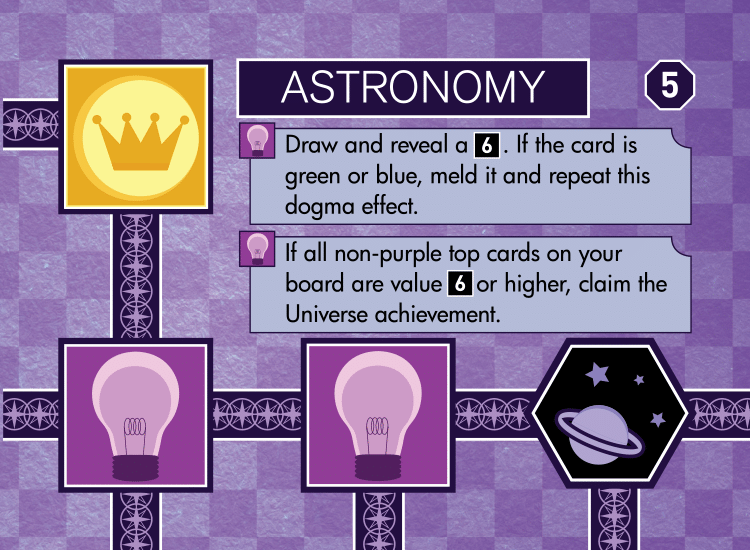 ASTRONOMY
5
Draw and reveal a 6. If the card is
green or blue, meld it and repeat this
dogma effect.
If all non-purple top cards on your
board are value 6 or higher, claim the
Universe achievement.